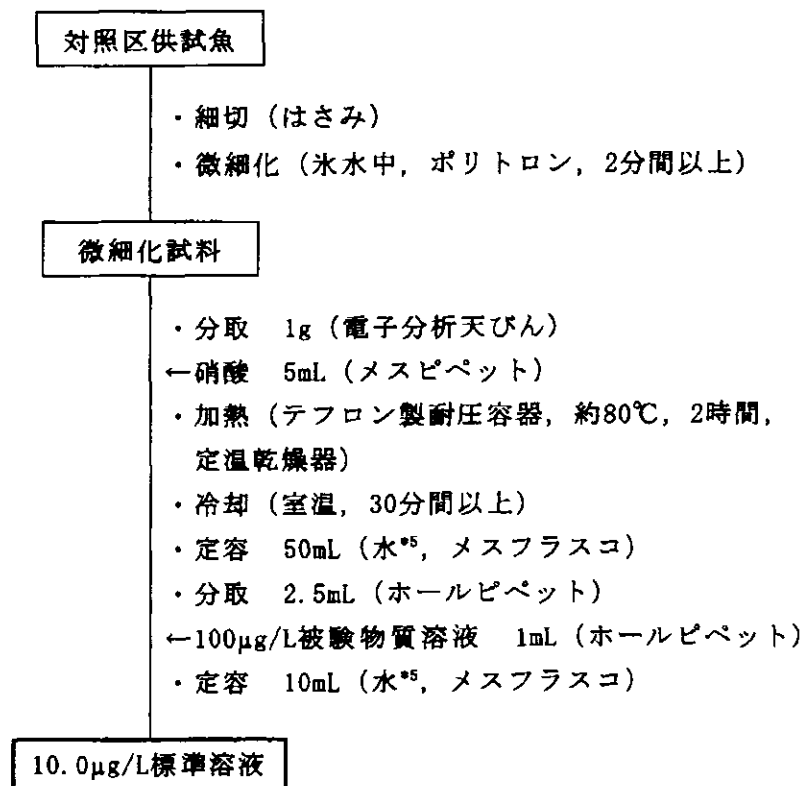 対照区供試魚
・細切（はさみ）
・微細化（氷水中，ポリトロン，2分間以上）
微細化試料
・分取　1g（電子分析天びん）
←硝酸　5mL（メスピペット）
・加熱（テフロン製耐圧容器，約80℃，2時間，
定温乾燥器）
・冷却（室温，30分間以上）
・定容　50mL（水*5，メスフラスコ）
・分取　2.5mL（ホールピペット）
←100μg/L被験物質溶液　1mL（ホールピペット）
・定容　10mL（水*5，メスフラスコ）
10.0μg/L標準溶液